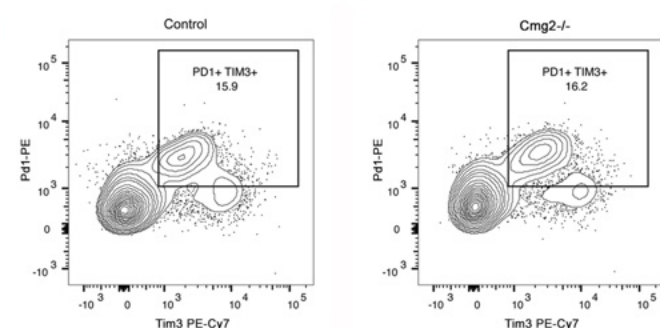 Control
Cmg2-/-
PD1+ TIM3+
15.9
PD1+ TIM3+
16.2
Pd1-PE
10 5
10 4
10 3
0
-10 3
-10 3 0 10 3 10 4 10 5
Tim3 PE-Cy7
Pd1-PE
10 5
10 4
10 3
0
-10 3
-10 3 0 10 3 10 4 10 5
Tim3 PE-Cy7